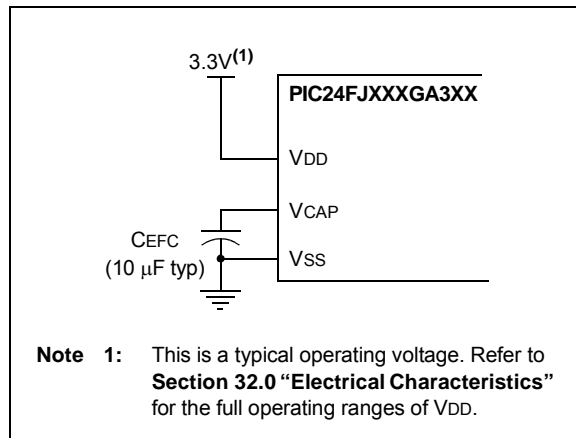 3.3V(1)
PIC24FJXXXGA3XX
VDD
VCAP
CEFC
(10 μF typ)
VSS
Note 1: This is a typical operating voltage. Refer to
Section 32.0 “Electrical Characteristics”
for the full operating ranges of VDD.